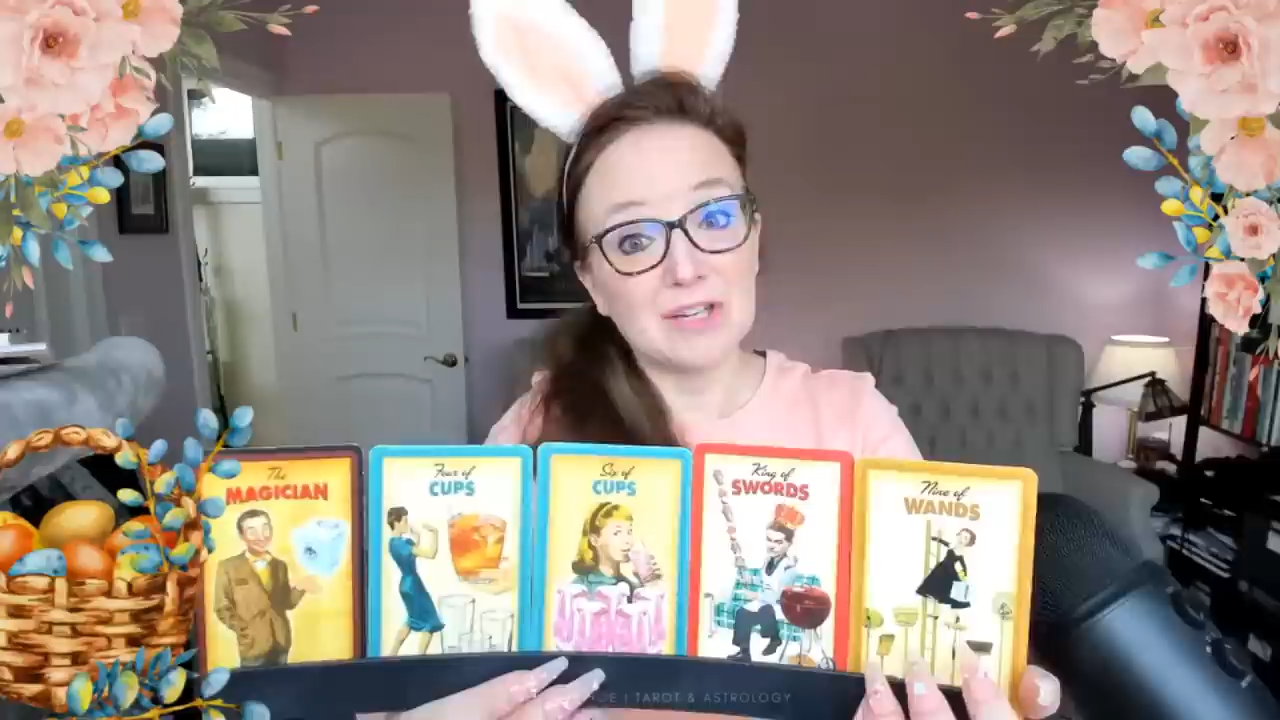 The
MAGICIAN
Four of
CUPS
Six of
CUPS
King of
SWORDS
Nine of
WANDS
| TAROT & ASTROLOGY